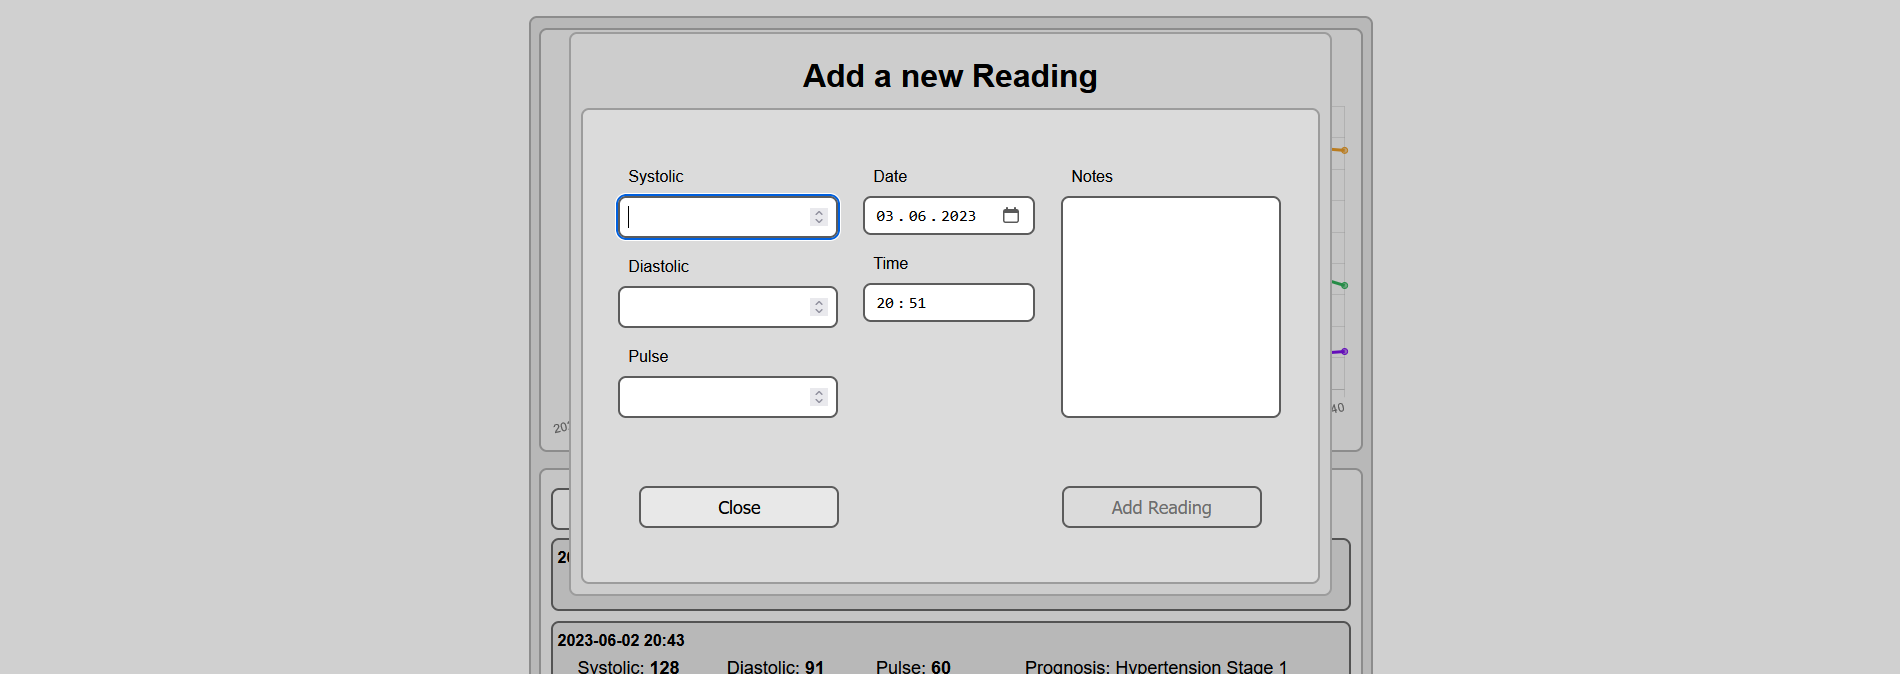 Add a new Reading
Systolic
Date
Notes
03.06.2023
Diastolic
Time
20:51
Pulse
40
202
Close
Add Reading
20
2023-06-02 20:43
Systolic: 128 Diastolic: 91 Pulse: 60 Prognosis: Hypertension Stage 1